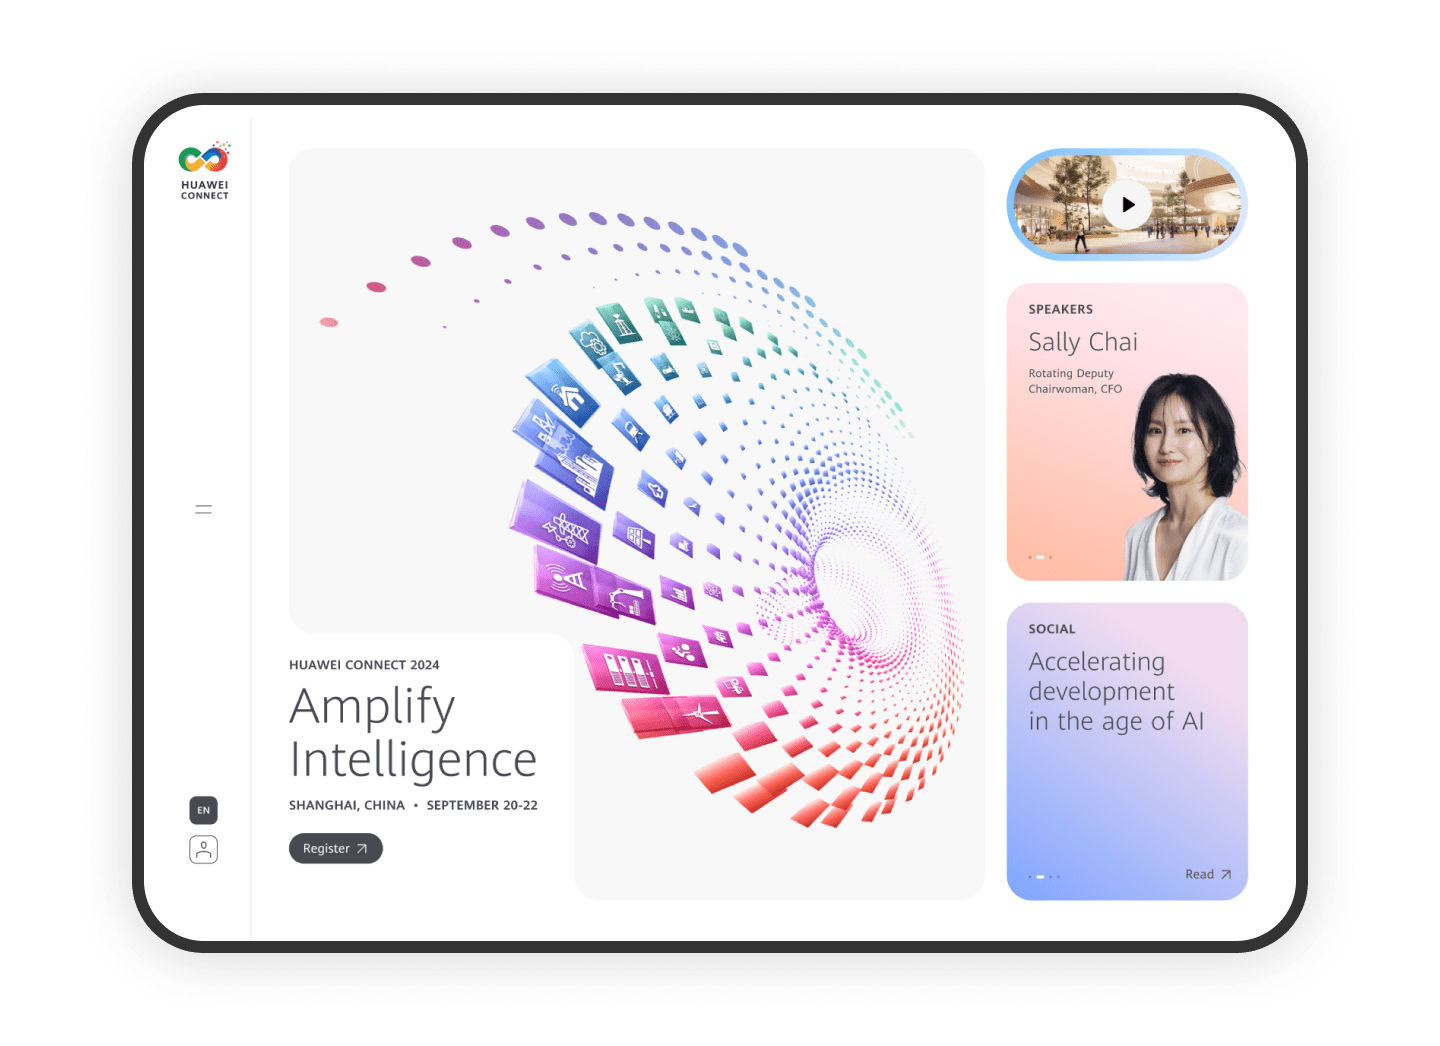 HUAWEI
CONNECT
EN
HUAWEI CONNECT 2024
Amplify
Intelligence
SHANGHAI, CHINA • SEPTEMBER 20-22
Register
SPEAKERS
Sally Chai
Rotating Deputy
Chairwoman, CFO
SOCIAL
Accelerating
development
in the age of AI
Read